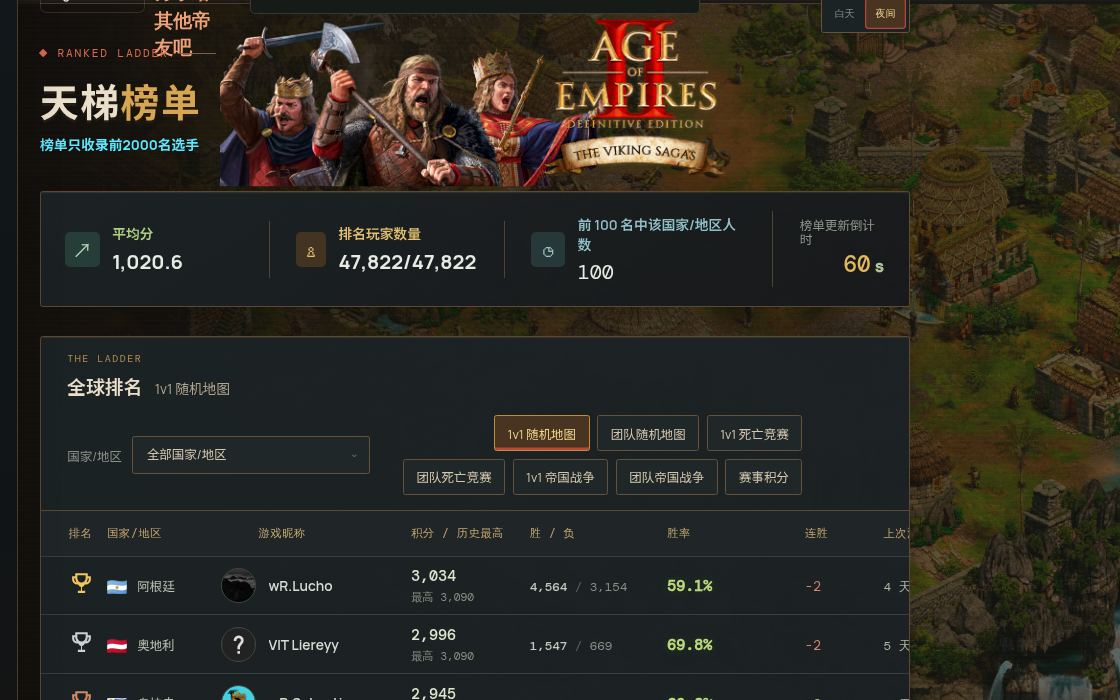 其他帝
友吧
白天 夜间
◆ RANKED LADDER
天梯榜单
榜单只收录前2000名选手
AGE
OF
EMPIRES
II
DEFINITIVE EDITION
THE VIKING SAGAS
平均分
1,020.6
排名玩家数量
47,822/47,822
前 100 名中该国家/地区人
数
100
榜单更新倒计
时
60 s
THE LADDER
全球排名 1v1 随机地图
国家/地区 全部国家/地区
1v1 随机地图 团队随机地图 1v1 死亡竞赛
团队死亡竞赛 1v1 帝国战争 团队帝国战争 赛事积分
排名 国家/地区 游戏昵称 积分 / 历史最高 胜 / 负 胜率 连胜 上次
阿根廷 wR.Lucho 3,034 4,564 / 3,154 59.1% -2 4 天
最高 3,090
奥地利 ? VIT Liereyy 2,996 1,547 / 669 69.8% -2 5 天
最高 3,090
2,945